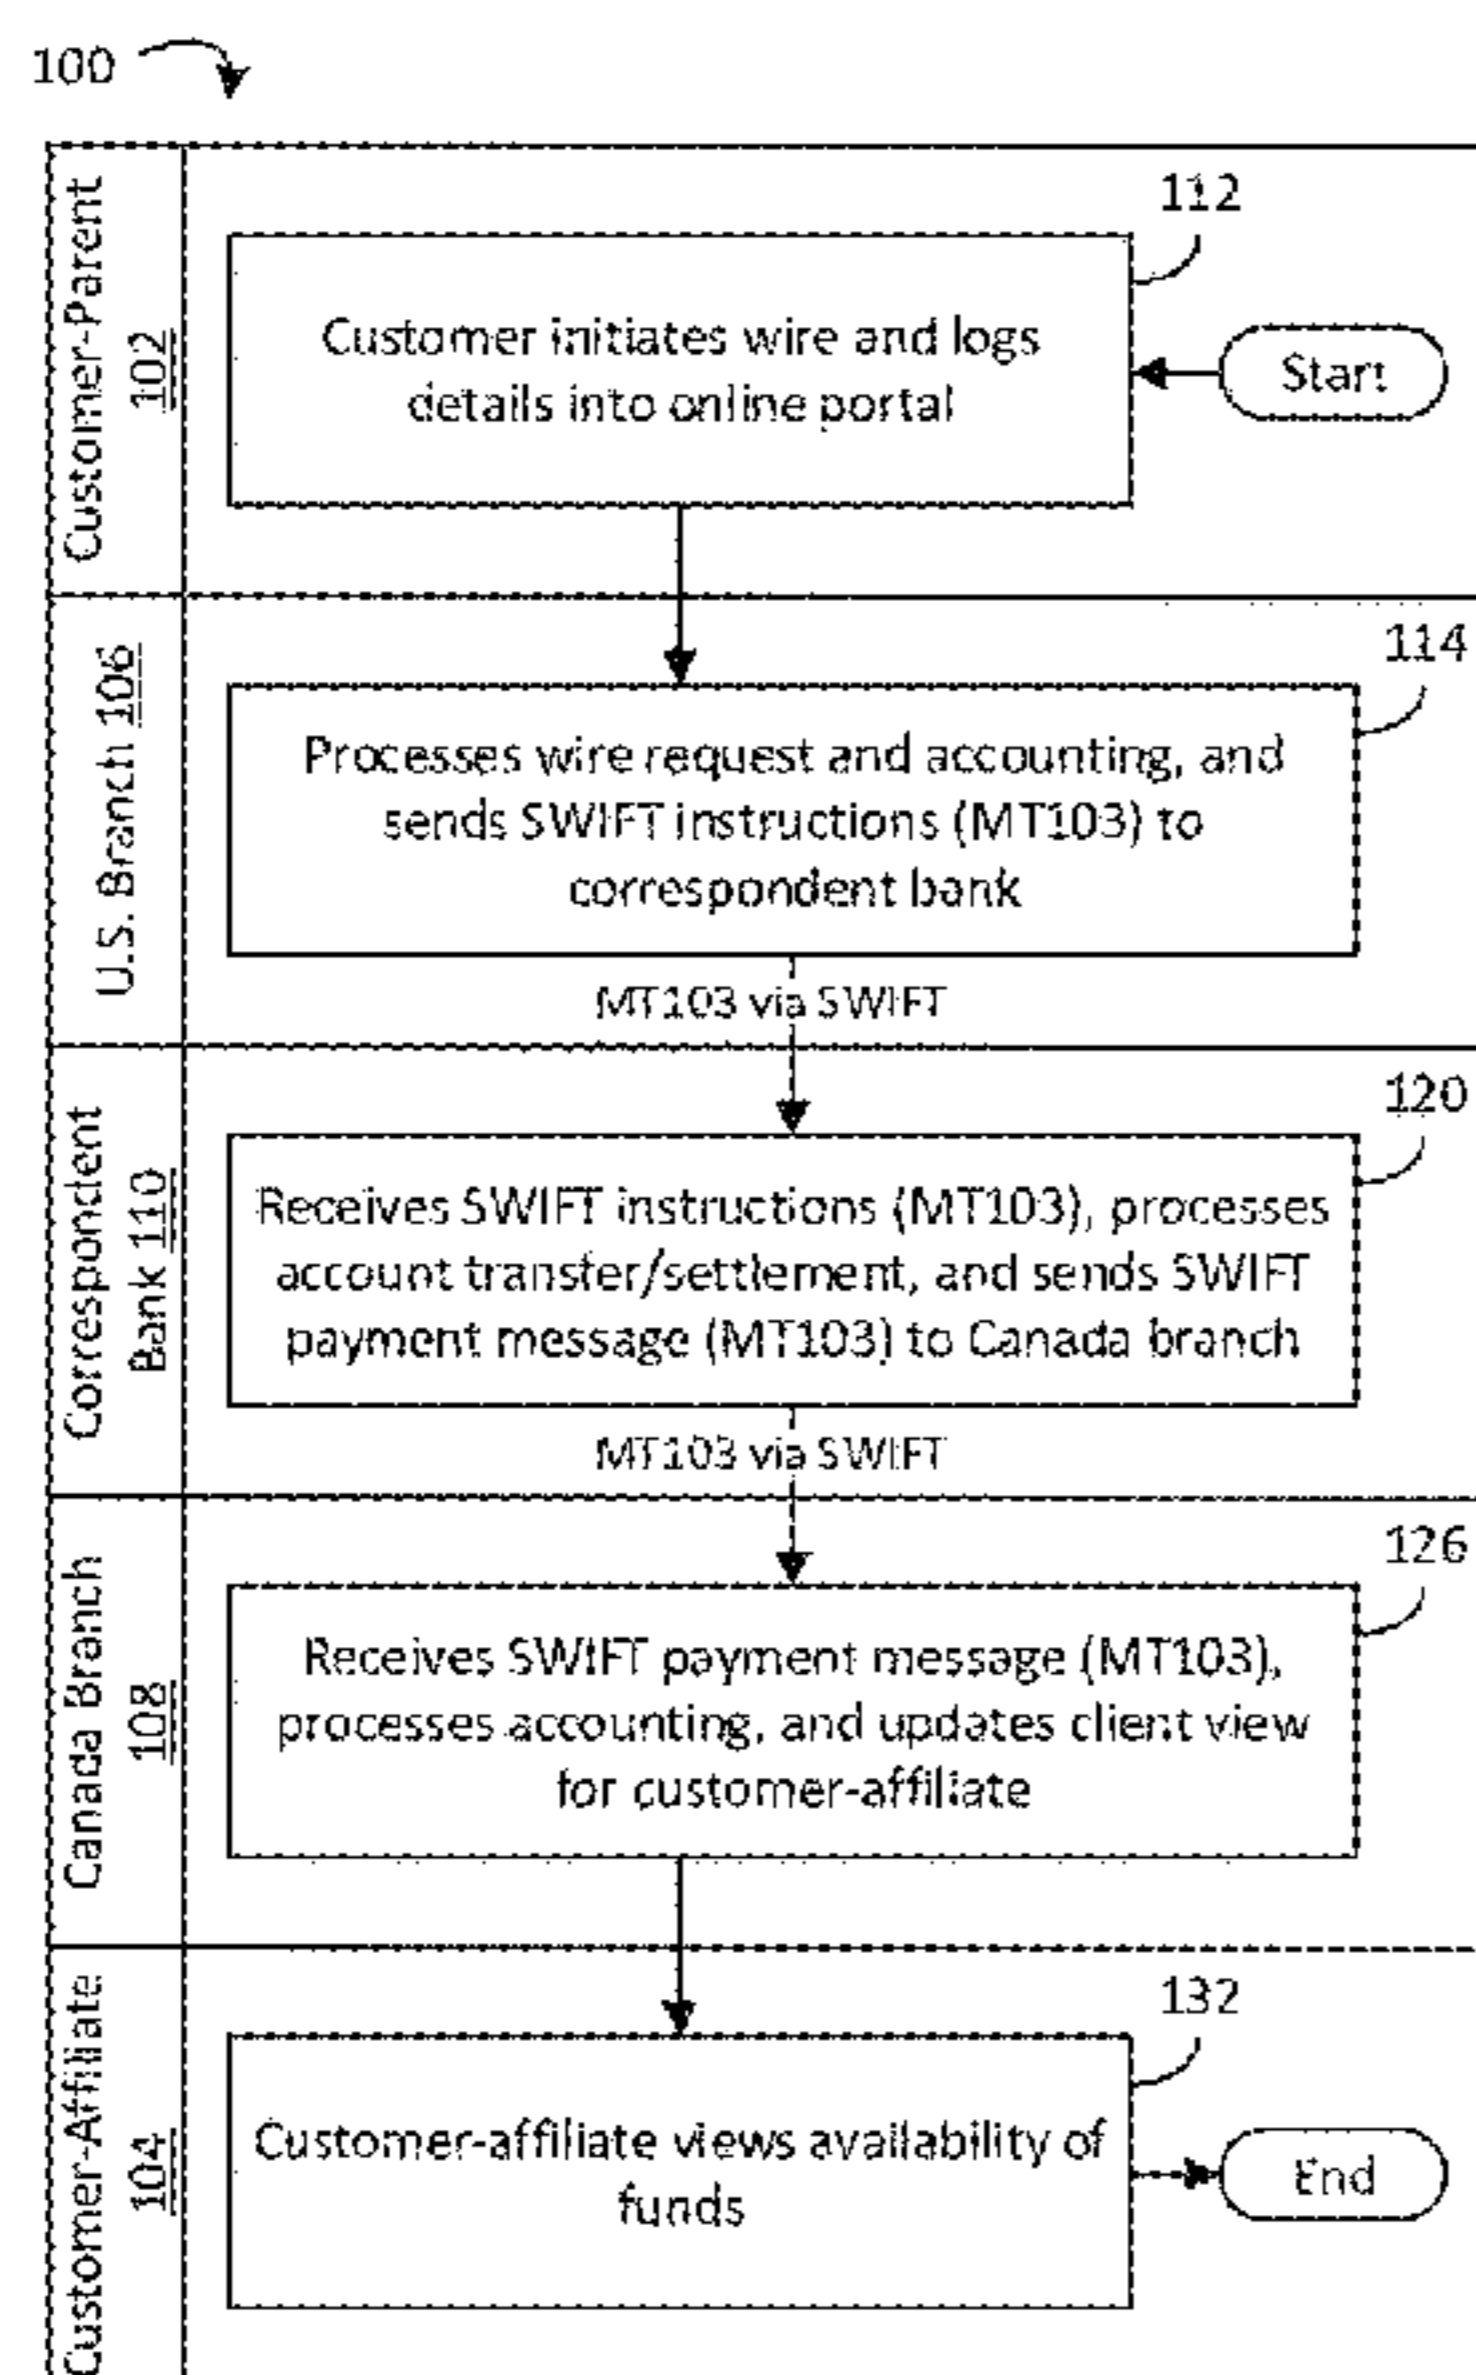 100
Customer-Parent
102
112
Customer initiates wire and logs
details into online portal
Start
U.S. Branch 106
114
Processes wire request and accounting, and
sends SWIFT instructions (MT103) to
correspondent bank
MT103 via SWIFT
Correspondent
Bank 110
120
Receives SWIFT instructions (MT103), processes
account transfer/settlement, and sends SWIFT
payment message (MT103) to Canada branch
MT103 via SWIFT
Canada Branch
108
126
Receives SWIFT payment message (MT103),
processes accounting, and updates client view
for customer-affiliate
Customer-Affiliate
104
132
Customer-affiliate views availability of
funds
End